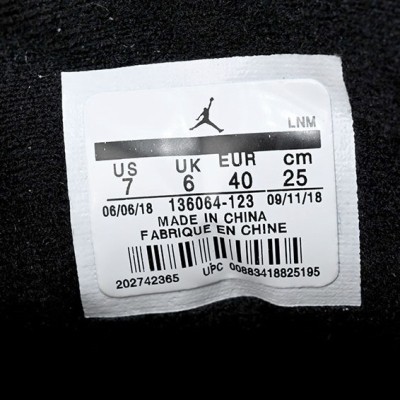 LNM
US UK EUR cm
7 6 40 25
06/06/18 136064-123 09/11/18
MADE IN CHINA
FABRIQUE EN CHINE
202742365 UPC 00883418825195